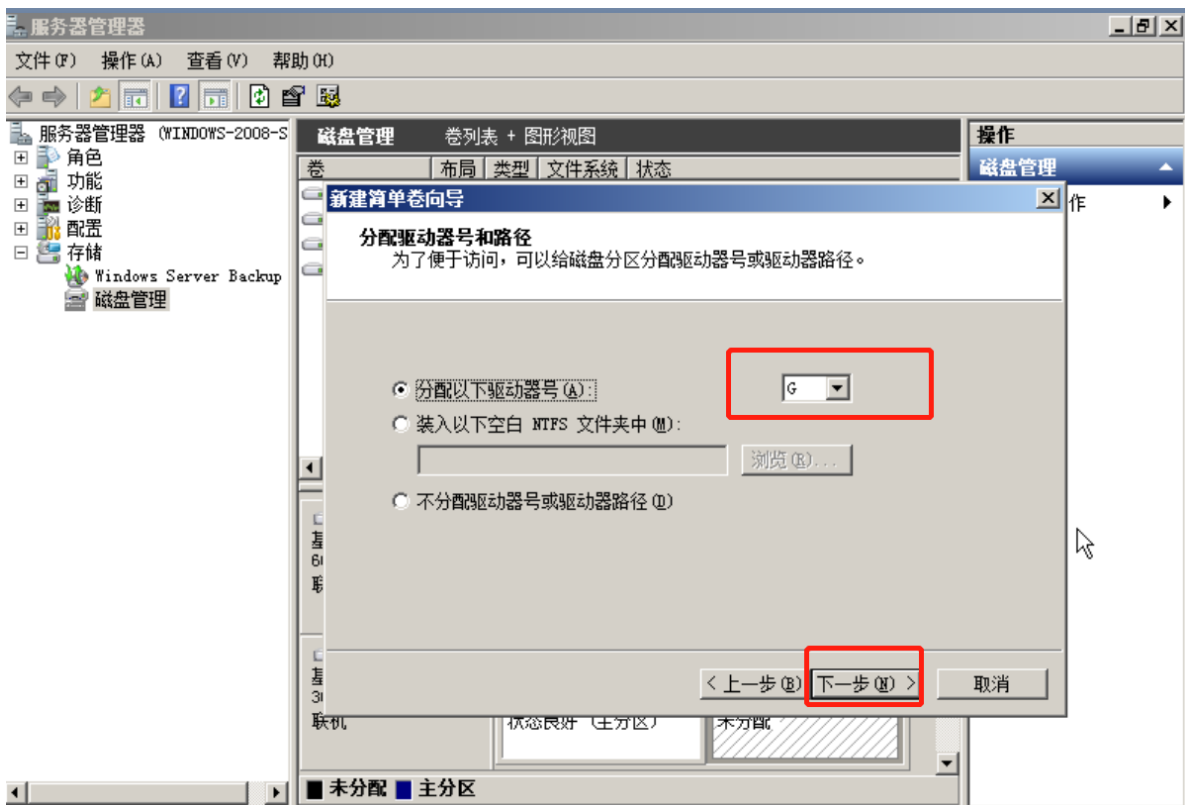 服务器管理器
文件(F) 操作(A) 查看(V) 帮助(H)
服务器管理器 (WINDOWS-2008-S
角色
功能
诊断
配置
存储
Windows Server Backup
磁盘管理
磁盘管理 卷列表 + 图形视图
卷 布局 类型 文件系统 状态
操作
磁盘管理
作
新建简单卷向导
分配驱动器号和路径
为了便于访问，可以给磁盘分区分配驱动器号或驱动器路径。
分配以下驱动器号(A): G
装入以下空白 NTFS 文件夹中(M):
浏览(R)...
不分配驱动器号或驱动器路径(D)
< 上一步(B) 下一步(N) > 取消
基
联机
状态良好 (主分区) 未分配
未分配 主分区